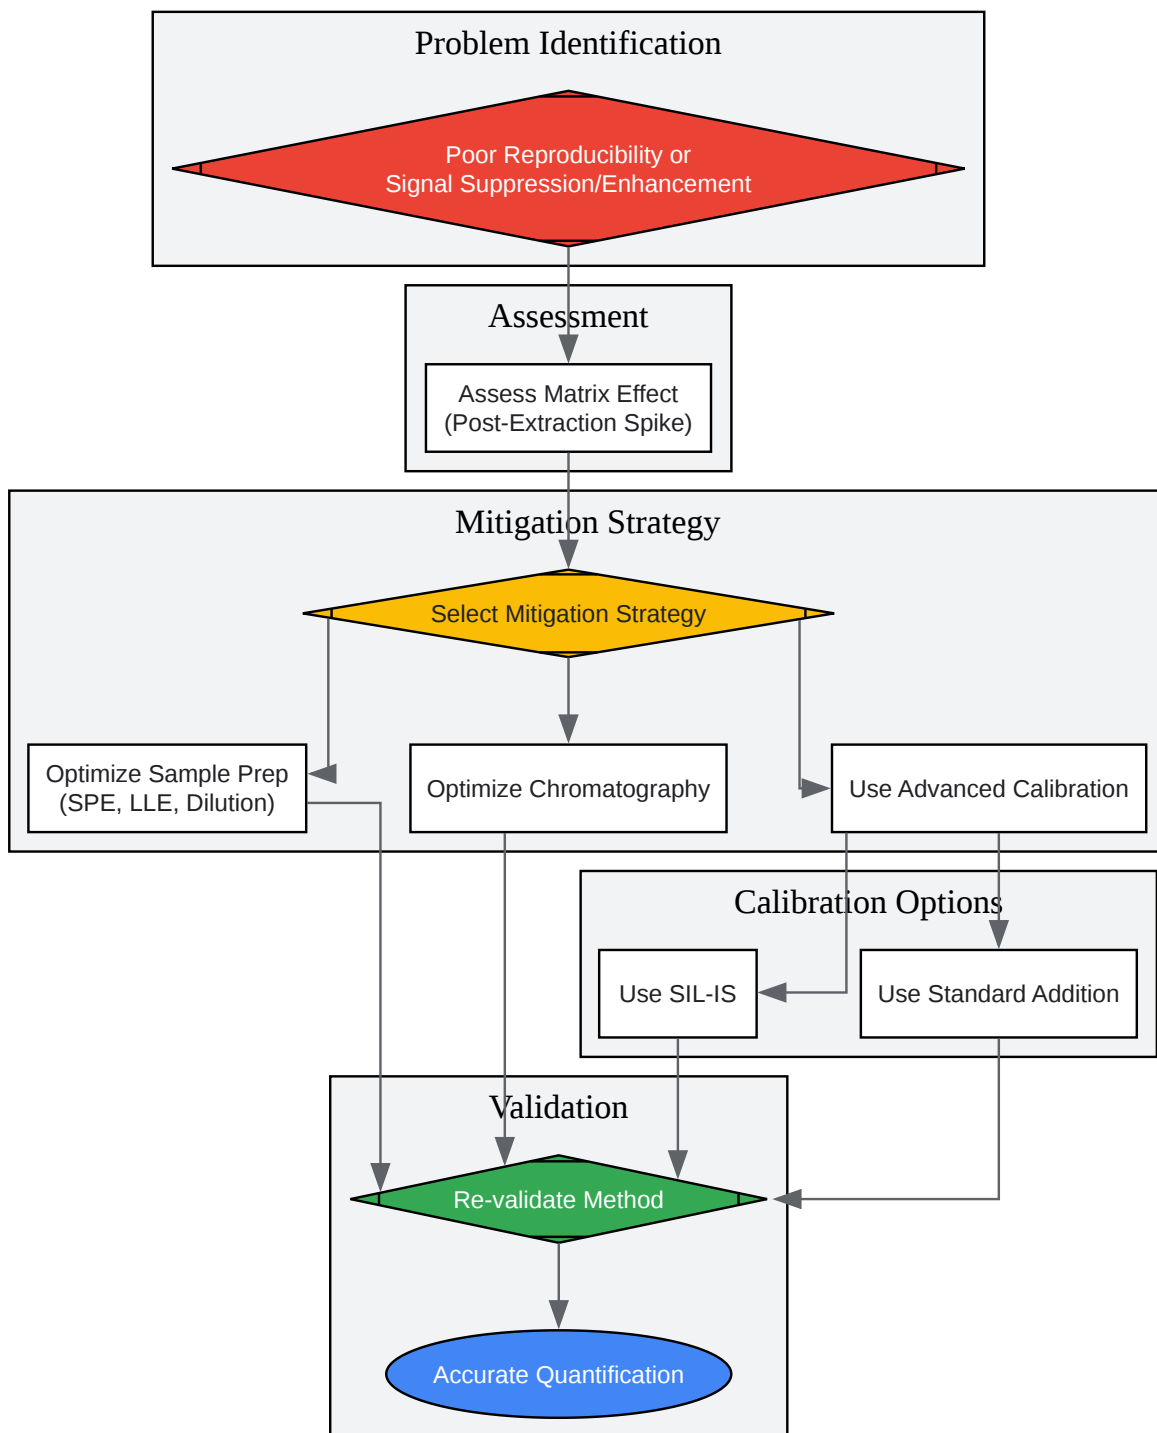 Problem Identification
Poor Reproducibility or
Signal Suppression/Enhancement
Assessment
Assess Matrix Effect
(Post-Extraction Spike)
Mitigation Strategy
Select Mitigation Strategy
Optimize Sample Prep
(SPE, LLE, Dilution)
Optimize Chromatography
Use Advanced Calibration
Calibration Options
Use SIL-IS
Use Standard Addition
Validation
Re-validate Method
Accurate Quantification